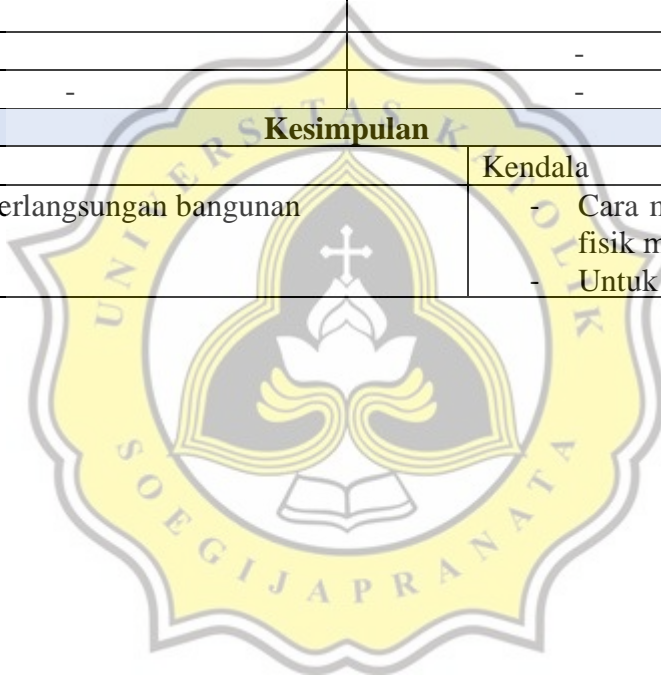 -
- -
Kesimpulan
Kendala
erlangsungan bangunan
- Cara
fisik
- Untuk
UNIVERSITAS KATOLIK
SOEGIJAPRANATA